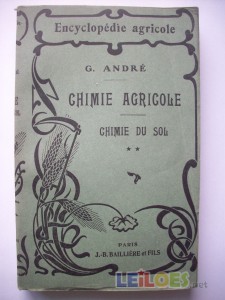 Encyclopédie agricole
G. ANDRÉ
CHIMIE AGRICOLE
CHIMIE DU SOL
★ ★
PARIS
J.-B. BAILLIÈRE et FILS
LEILOES.net